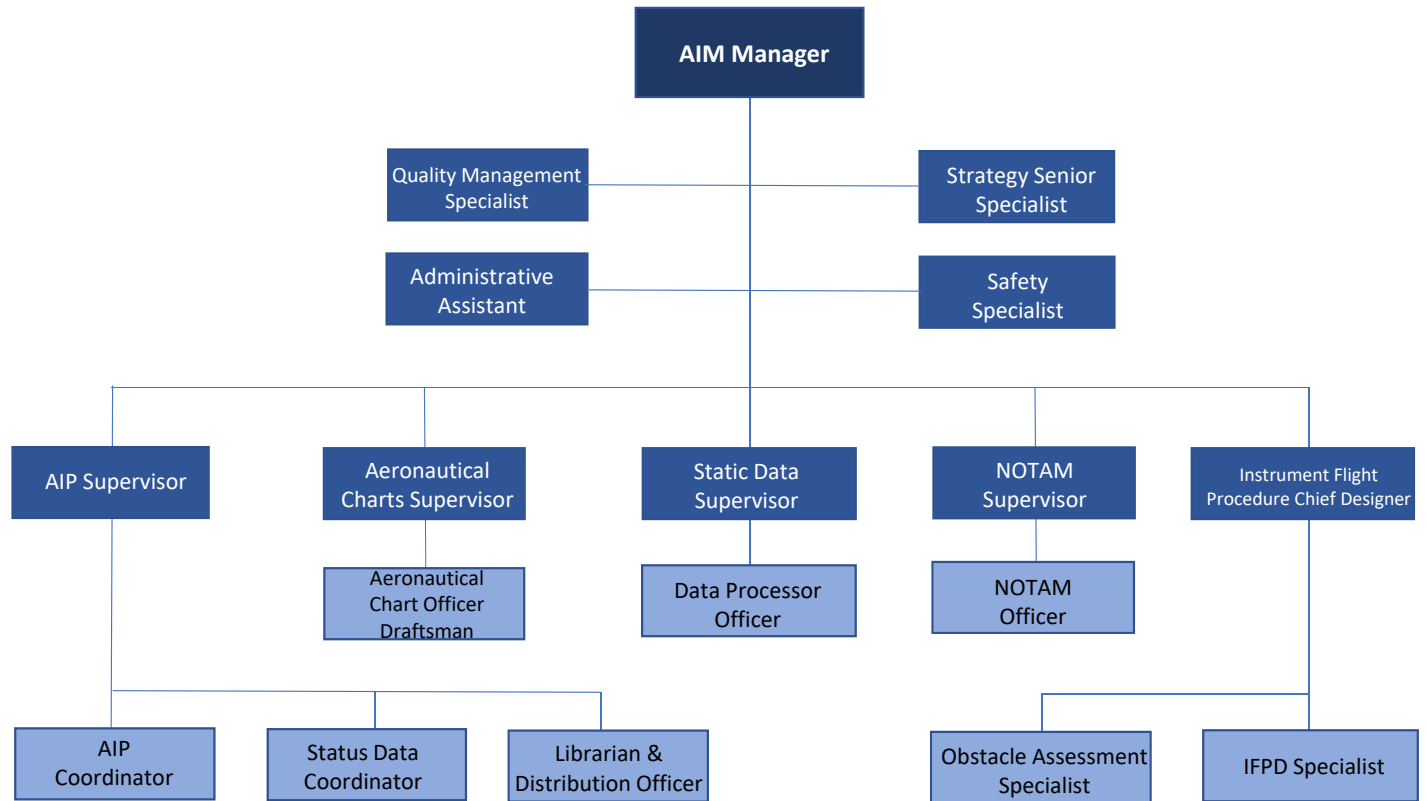 AIM Manager
Quality Management
Specialist
Strategy Senior
Specialist
Administrative
Assistant
Safety
Specialist
AIP Supervisor
Aeronautical
Charts Supervisor
Static Data
Supervisor
NOTAM
Supervisor
Instrument Flight
Procedure Chief Designer
Aeronautical
Chart Officer
Draftsman
Data Processor
Officer
NOTAM
Officer
AIP
Coordinator
Status Data
Coordinator
Librarian &
Distribution Officer
Obstacle Assessment
Specialist
IFPD Specialist